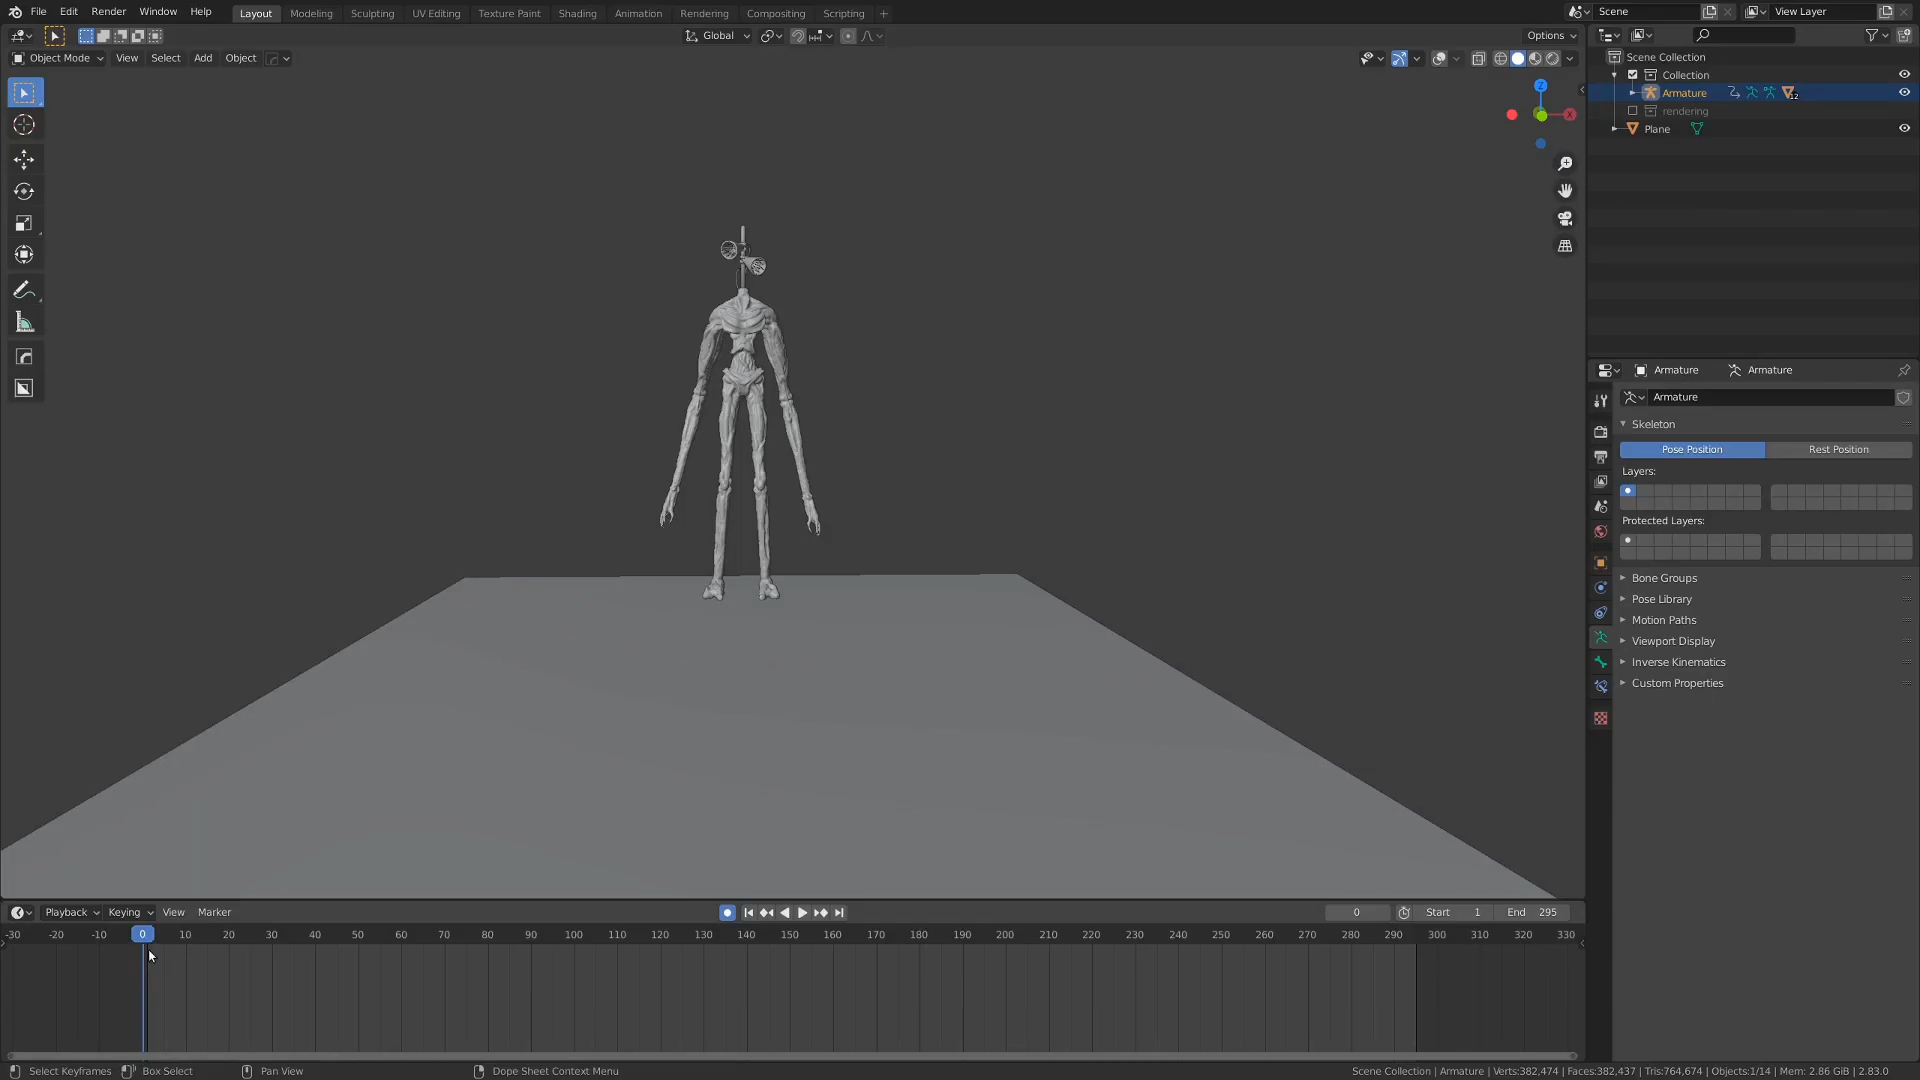 File Edit Render Window Help Layout Modeling Sculpting UV Editing Texture Paint Shading Animation Rendering Compositing Scripting + Scene View Layer
Global Options
Object Mode View Select Add Object
Z
X
Scene Collection
Collection
Armature 12
rendering
Plane
Armature Armature
Armature
Skeleton
Pose Position Rest Position
Layers:
Protected Layers:
Bone Groups
Pose Library
Motion Paths
Viewport Display
Inverse Kinematics
Custom Properties
Playback Keying View Marker 0 Start 1 End 295
-30 -20 -10 0 10 20 30 40 50 60 70 80 90 100 110 120 130 140 150 160 170 180 190 200 210 220 230 240 250 260 270 280 290 300 310 320 330
Select Keyframes Box Select Pan View Dope Sheet Context Menu Scene Collection | Armature | Verts:382,474 | Faces:382,437 | Tris:764,674 | Objects:1/14 | Mem: 2.86 GiB | 2.83.0